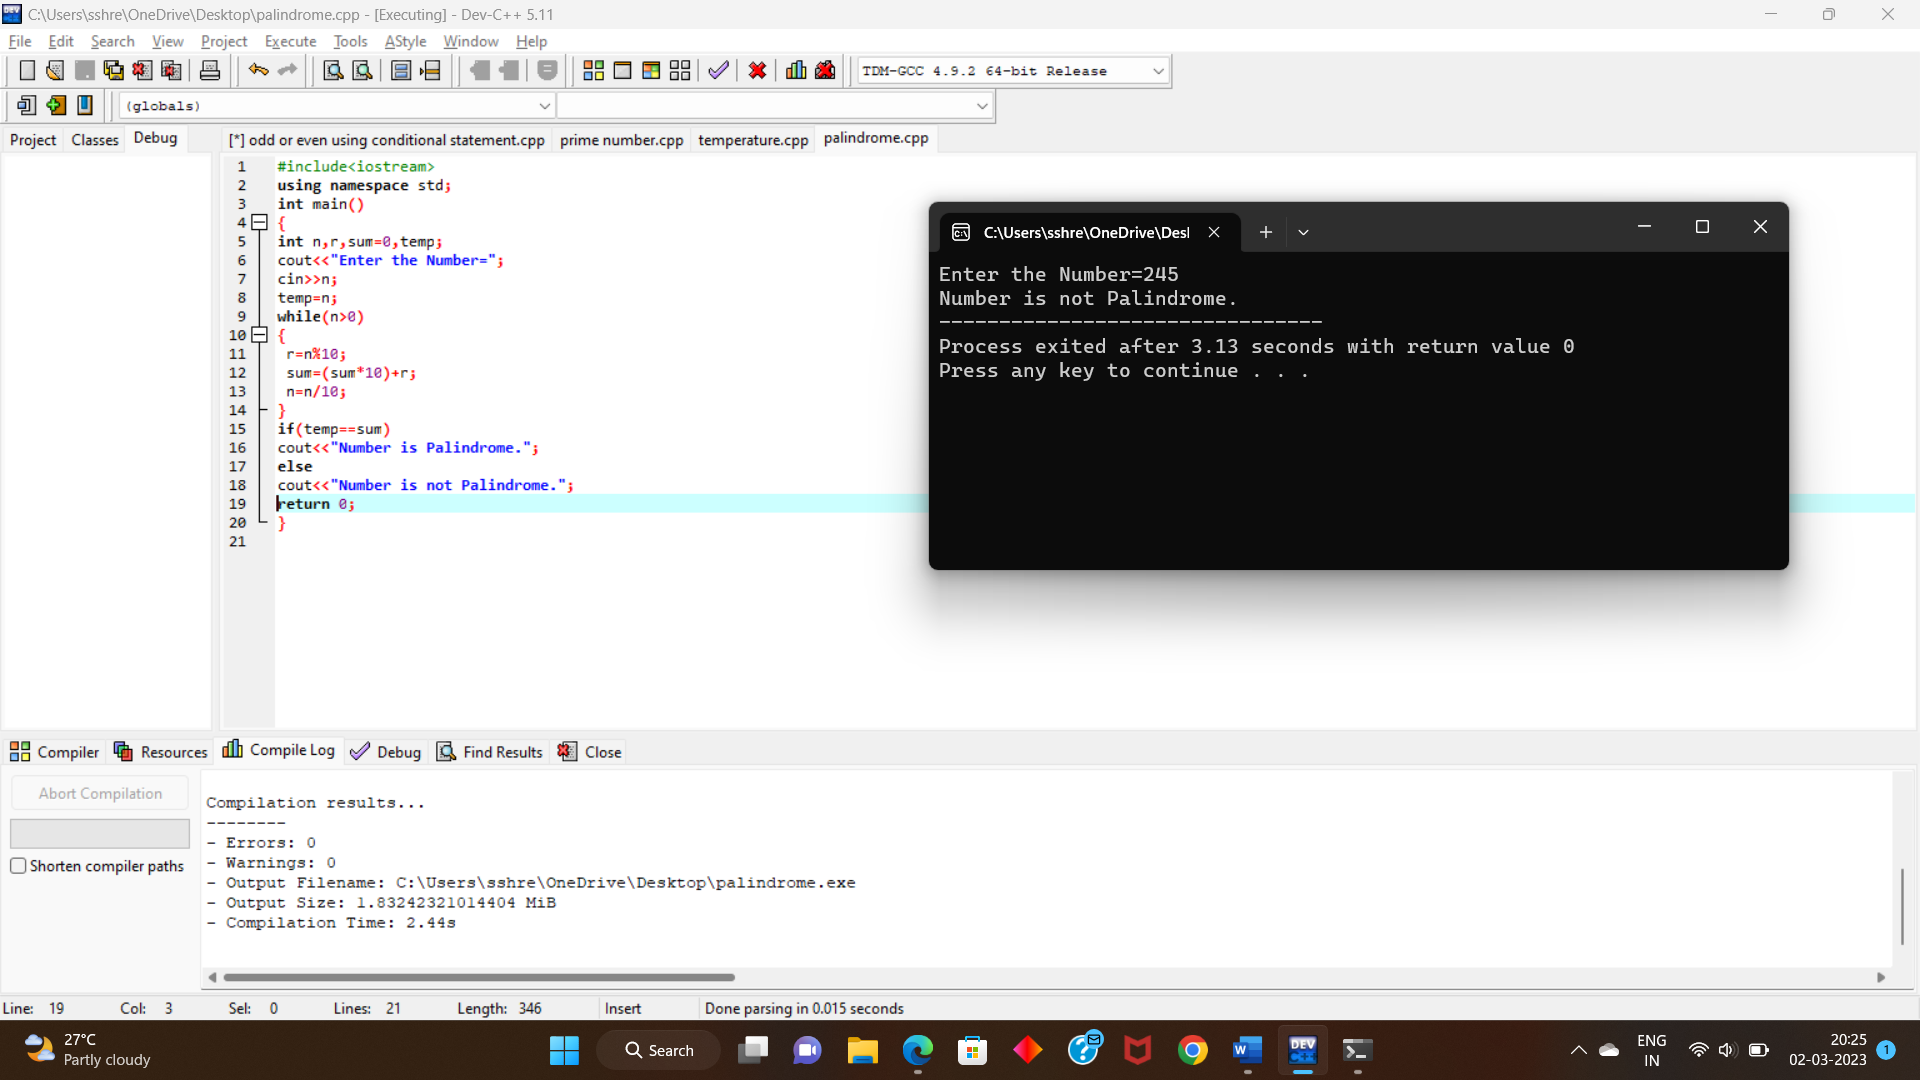 C:\Users\sshre\OneDrive\Desktop\palindrome.cpp - [Executing] - Dev-C++ 5.11
File Edit Search View Project Execute Tools AStyle Window Help
TDM-GCC 4.9.2 64-bit Release
(globals)
Project Classes Debug
[*] odd or even using conditional statement.cpp prime number.cpp temperature.cpp palindrome.cpp
1 #include<iostream>
2 using namespace std;
3 int main()
4 {
5 int n,r,sum=0,temp;
6 cout<<"Enter the Number=";
7 cin>>n;
8 temp=n;
9 while(n>0)
10 {
11 r=n%10;
12 sum=(sum*10)+r;
13 n=n/10;
14 }
15 if(temp==sum)
16 cout<<"Number is Palindrome.";
17 else
18 cout<<"Number is not Palindrome.";
19 return 0;
20 }
21
C:\Users\sshre\OneDrive\Des
Enter the Number=245
Number is not Palindrome.
--------------------------------
Process exited after 3.13 seconds with return value 0
Press any key to continue . . .
Compiler Resources Compile Log Debug Find Results Close
Abort Compilation
Shorten compiler paths
Compilation results...
--------
- Errors: 0
- Warnings: 0
- Output Filename: C:\Users\sshre\OneDrive\Desktop\palindrome.exe
- Output Size: 1.83242321014404 MiB
- Compilation Time: 2.44s
Line: 19 Col: 3 Sel: 0 Lines: 21 Length: 346 Insert Done parsing in 0.015 seconds
27°C
Partly cloudy
Search
DEV
C++
ENG
IN
20:25
02-03-2023
1